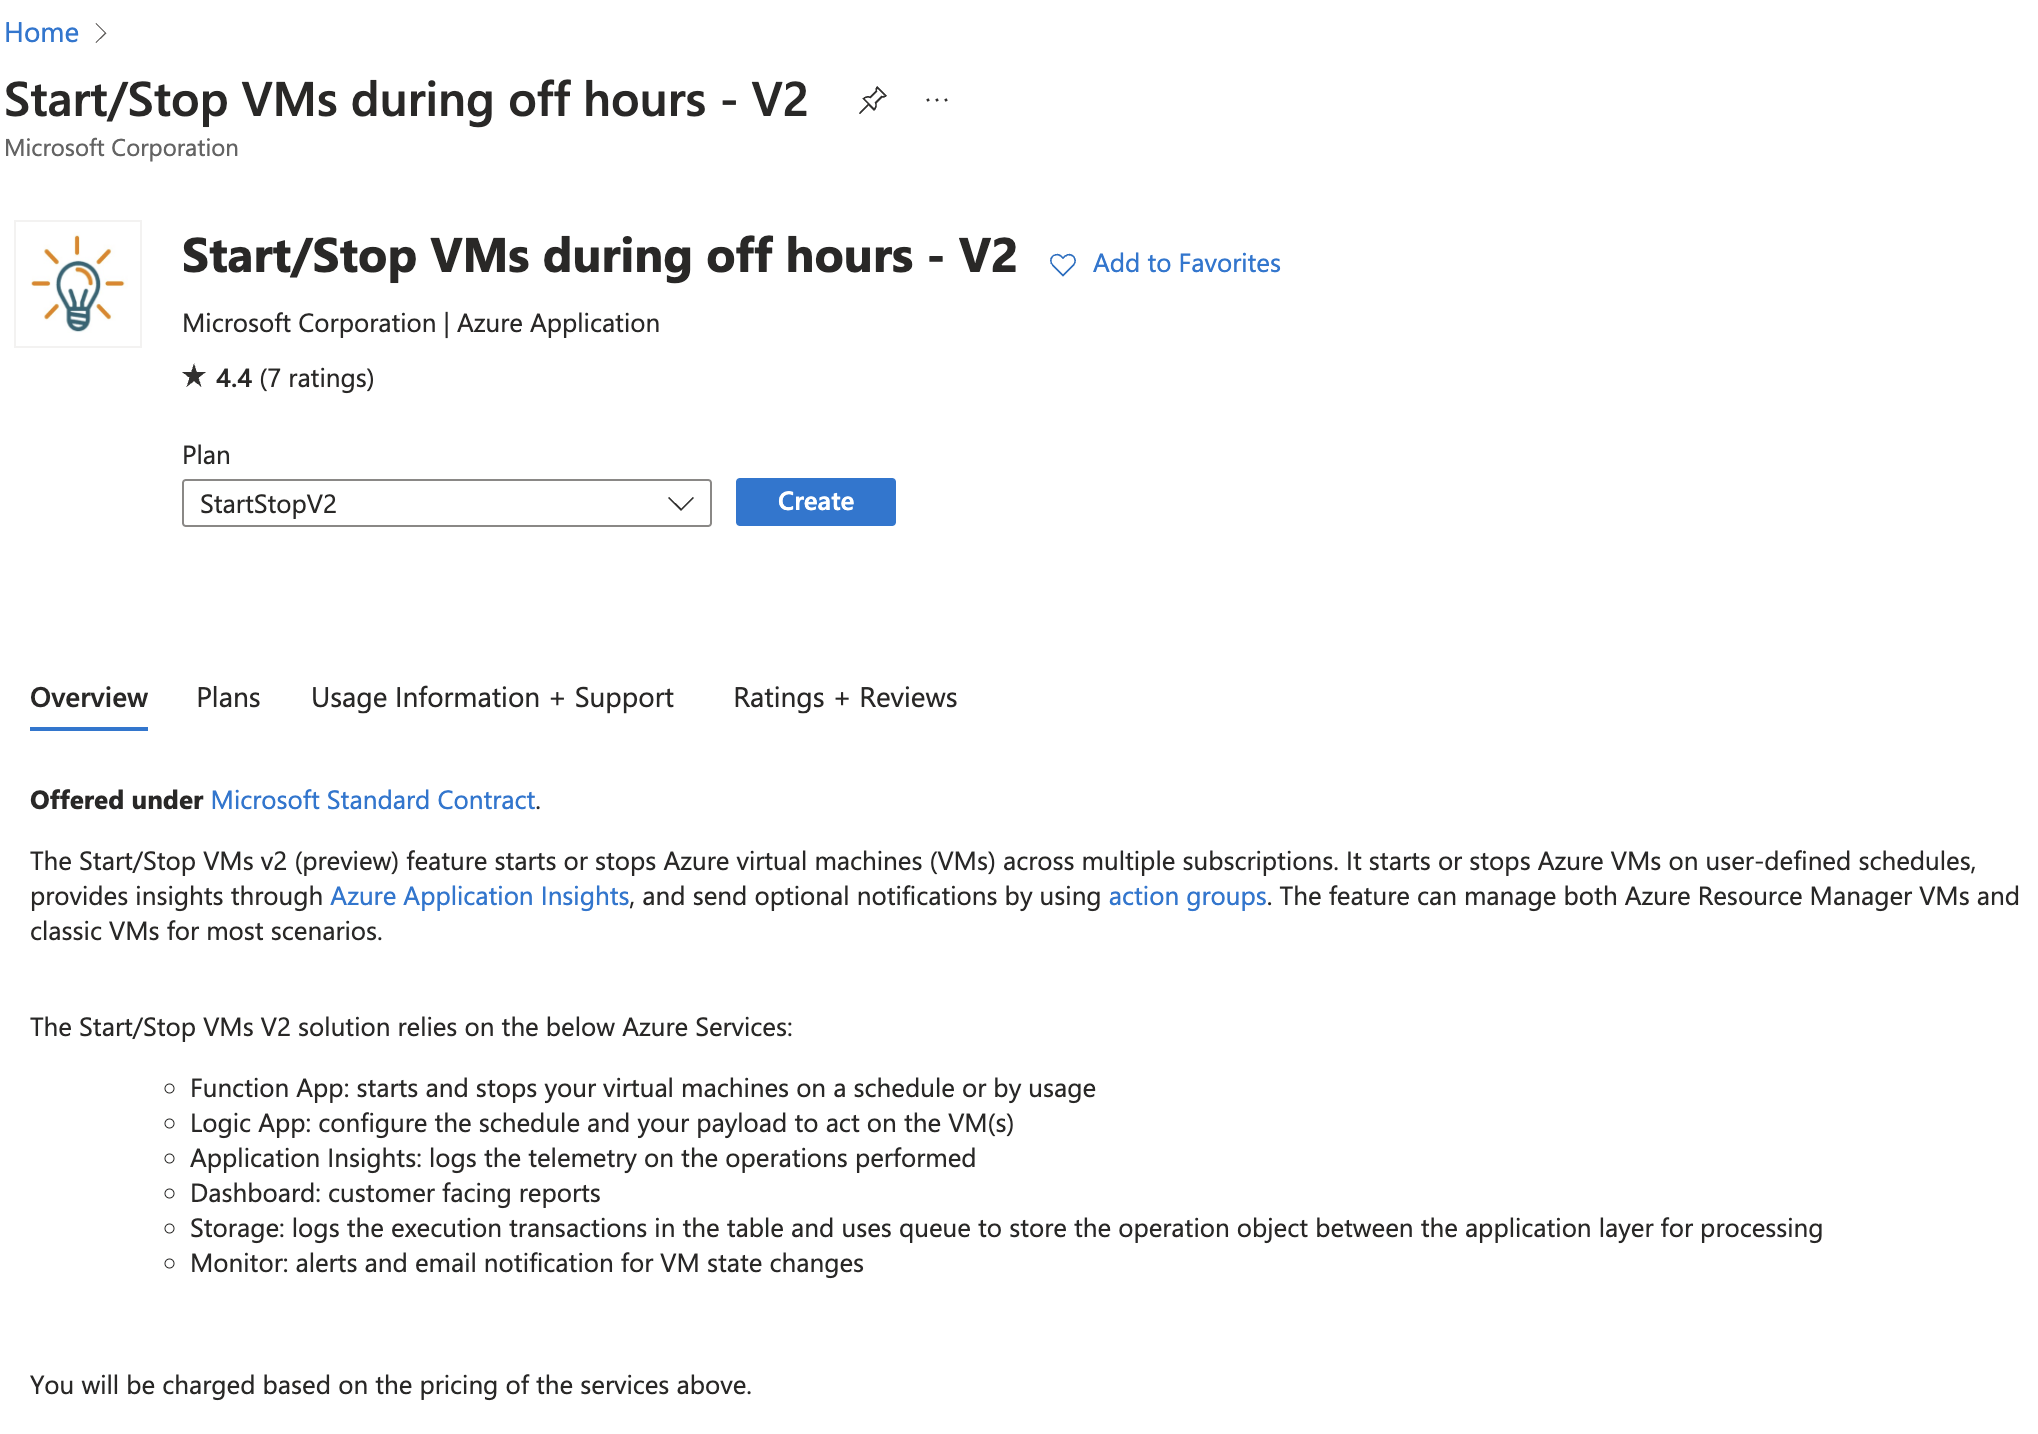 Home
Start/Stop VMs during off hours - V2
Microsoft Corporation
Start/Stop VMs during off hours - V2
Add to Favorites
Microsoft Corporation | Azure Application
★ 4.4 (7 ratings)
Plan
StartStopV2
Create
Overview
Plans
Usage Information + Support
Ratings + Reviews
Offered under Microsoft Standard Contract.
The Start/Stop VMs v2 (preview) feature starts or stops Azure virtual machines (VMs) across multiple subscriptions. It starts or stops Azure VMs on user-defined schedules,
provides insights through Azure Application Insights, and send optional notifications by using action groups. The feature can manage both Azure Resource Manager VMs and
classic VMs for most scenarios.
The Start/Stop VMs V2 solution relies on the below Azure Services:
Function App: starts and stops your virtual machines on a schedule or by usage
Logic App: configure the schedule and your payload to act on the VM(s)
Application Insights: logs the telemetry on the operations performed
Dashboard: customer facing reports
Storage: logs the execution transactions in the table and uses queue to store the operation object between the application layer for processing
Monitor: alerts and email notification for VM state changes
You will be charged based on the pricing of the services above.